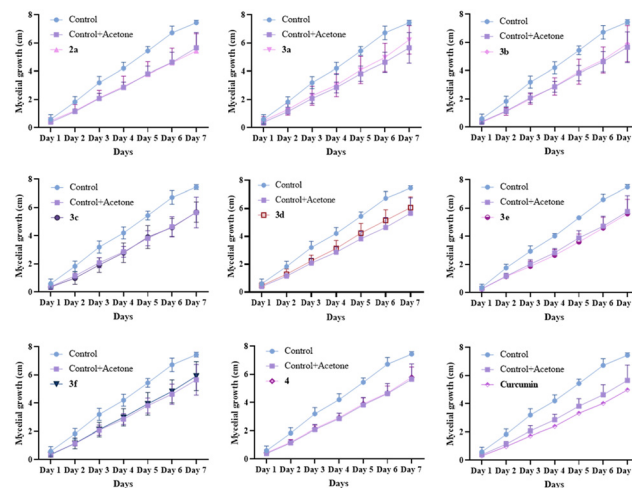 Mycelial growth (cm)
8
6
4
2
0
Control
Control+Acetone
2a
Day 1 Day 2 Day 3 Day 4 Day 5 Day 6 Day 7
Days
Mycelial growth (cm)
8
6
4
2
0
Control
Control+Acetone
3a
Day 1 Day 2 Day 3 Day 4 Day 5 Day 6 Day 7
Days
Mycelial growth (cm)
8
6
4
2
0
Control
Control+Acetone
3b
Day 1 Day 2 Day 3 Day 4 Day 5 Day 6 Day
Days
Mycelial growth (cm)
8
6
4
2
0
Control
Control+Acetone
3c
Day 1 Day 2 Day 3 Day 4 Day 5 Day 6 Day 7
Days
Mycelial growth (cm)
8
6
4
2
0
Control
Control+Acetone
3d
Day 1 Day 2 Day 3 Day 4 Day 5 Day 6 Day 7
Days
Mycelial growth (cm)
8
6
4
2
0
Control
Control+Acetone
3e
Day 1 Day 2 Day 3 Day 4 Day 5 Day 6 Day
Days
Mycelial growth (cm)
8
6
4
2
0
Control
Control+Acetone
3f
Day 1 Day 2 Day 3 Day 4 Day 5 Day 6 Day 7
Days
Mycelial growth (cm)
8
6
4
2
0
Control
Control+Acetone
4
Day 1 Day 2 Day 3 Day 4 Day 5 Day 6 Day 7
Days
Mycelial growth (cm)
8
6
4
2
0
Control
Control+Acetone
Curcumin
Day 1 Day 2 Day 3 Day 4 Day 5 Day 6 Day
Days